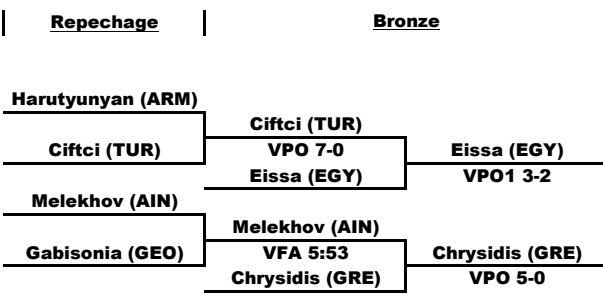 Repechage
Bronze
Harutyunyan (ARM)
Ciftci (TUR)
Ciftci (TUR)
VPO 7-0
Eissa (EGY)
Eissa (EGY)
VPO1 3-2
Melekhov (AIN)
Melekhov (AIN)
Gabisonia (GEO)
VFA 5:53
Chrysidis (GRE)
Chrysidis (GRE)
VPO 5-0